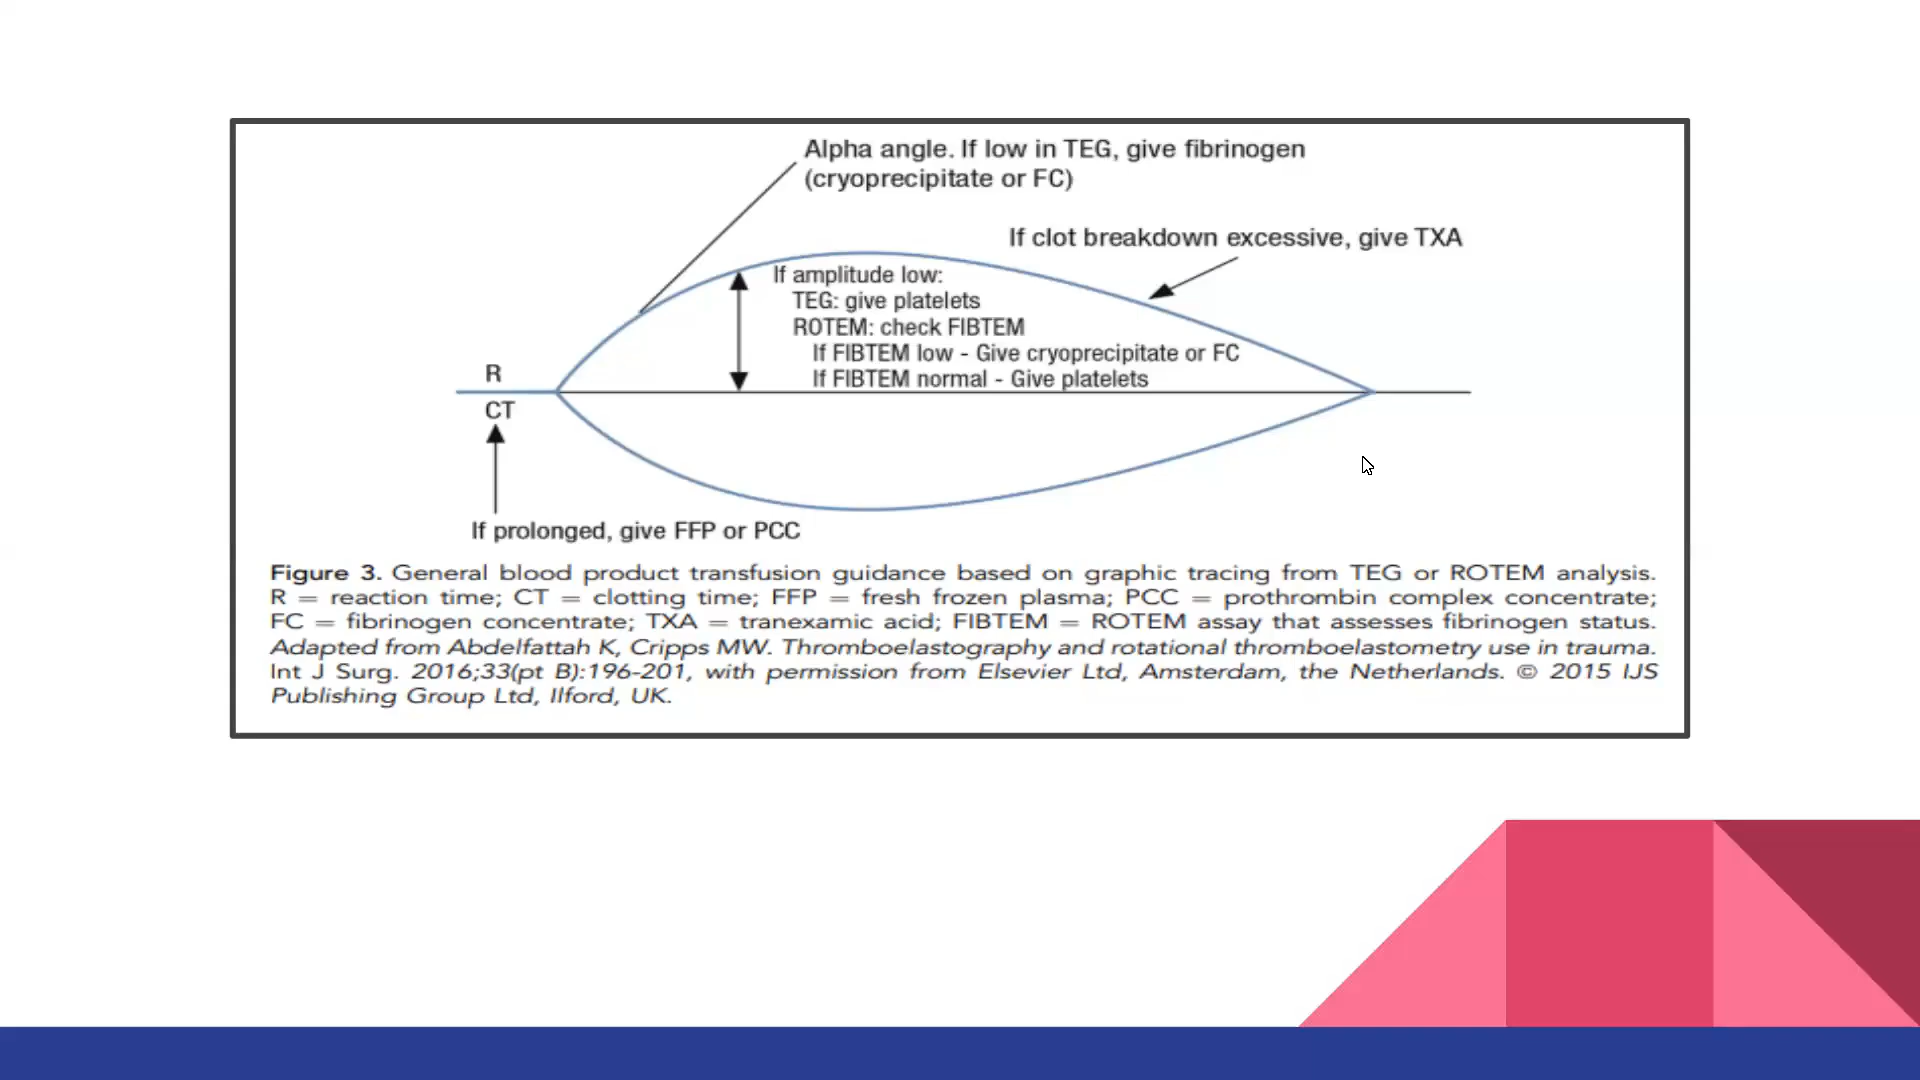 Alpha angle. If low in TEG, give fibrinogen
(cryoprecipitate or FC)
If clot breakdown excessive, give TXA
If amplitude low:
TEG: give platelets
ROTEM: check FIBTEM
If FIBTEM low - Give cryoprecipitate or FC
If FIBTEM normal - Give platelets
R
CT
If prolonged, give FFP or PCC
Figure 3. General blood product transfusion guidance based on graphic tracing from TEG or ROTEM analysis.
R = reaction time; CT = clotting time; FFP = fresh frozen plasma; PCC = prothrombin complex concentrate;
FC = fibrinogen concentrate; TXA = tranexamic acid; FIBTEM = ROTEM assay that assesses fibrinogen status.
Adapted from Abdelfattah K, Cripps MW. Thromboelastography and rotational thromboelastometry use in trauma.
Int J Surg. 2016;33(pt B):196-201, with permission from Elsevier Ltd, Amsterdam, the Netherlands. © 2015 IJS
Publishing Group Ltd, Ilford, UK.